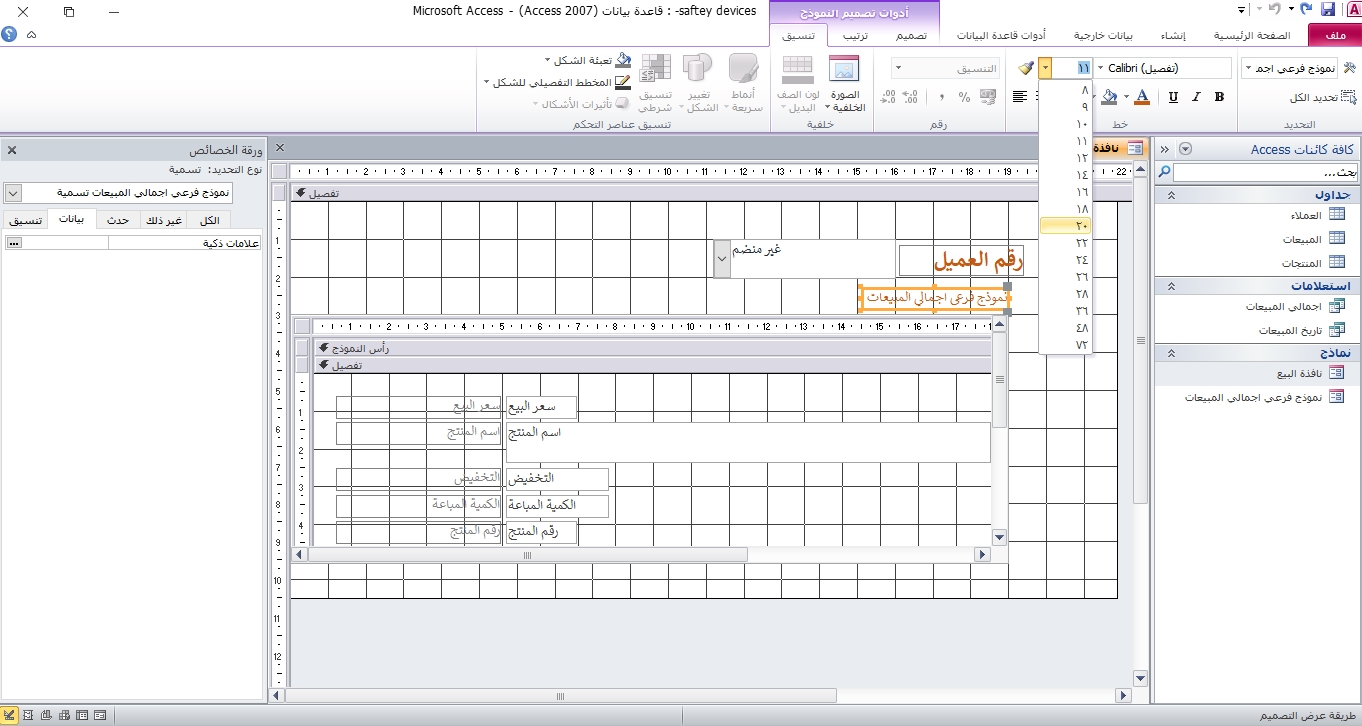 saftey devices- : قاعدة بيانات (Access 2007) - Microsoft Access
أدوات تصميم النموذج
ملف
الصفحة الرئيسية
إنشاء
بيانات خارجية
أدوات قاعدة البيانات
تصميم
ترتيب
تنسيق
نموذج فرعي اجم
تحديد الكل
التحديد
Calibri (تفصيل)
١١
B I U A
خط
التنسيق
%
رقم
الصورة الخلفية
لون الصف البديل
خلفية
أنماط سريعة
تغيير الشكل
تنسيق شرطي
تعبئة الشكل
المخطط التفصيلي للشكل
تأثيرات الأشكال
تنسيق عناصر التحكم
٨
٩
١٠
١١
١٢
١٤
١٦
١٨
٢٠
٢٢
٢٤
٢٦
٢٨
٣٦
٤٨
٧٢
كافة كائنات Access
بحث...
جداول
العملاء
المبيعات
المنتجات
استعلامات
اجمالي المبيعات
تاريخ المبيعات
نماذج
نافذة البيع
نموذج فرعي اجمالي المبيعات
نافذة
تفصيل
رقم العميل
غير منضم
نموذج فرعي اجمالي المبيعات
رأس النموذج
تفصيل
سعر البيع
سعر البيع
اسم المنتج
اسم المنتج
التخفيض
التخفيض
الكمية المباعة
الكمية المباعة
رقم المنتج
رقم المنتج
ورقة الخصائص
نوع التحديد: تسمية
نموذج فرعي اجمالي المبيعات تسمية
الكل
غير ذلك
حدث
بيانات
تنسيق
علامات ذكية
طريقة عرض التصميم